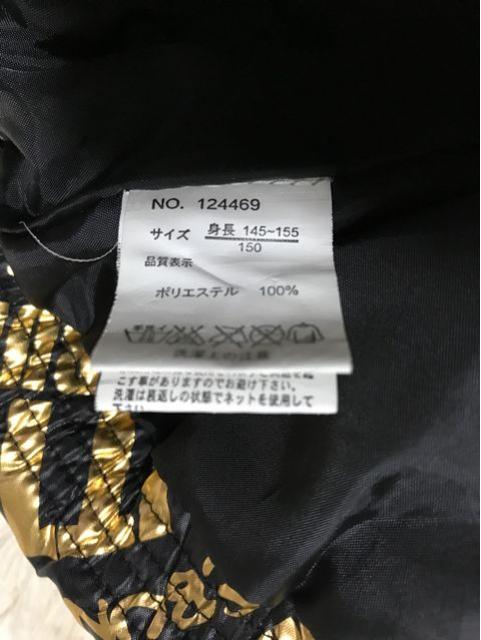 NO. 124469
サイズ 身長 145~155
150
品質表示
ポリエステル 100%
洗濯上の注意
こす事がありますのでお避け下さい。
洗濯は裏返しの状態でネットを使用して
下さい